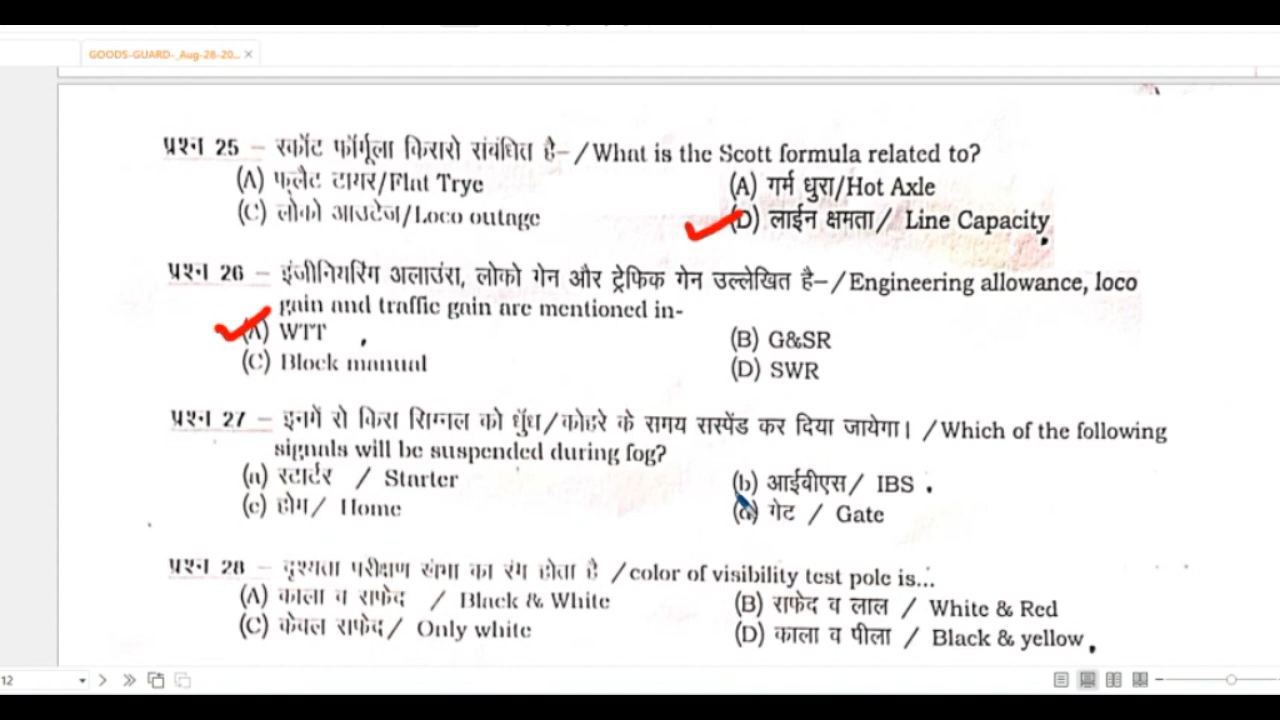 GOODS-GUARD-_Aug-28-20...
प्रश्न 25 – स्कॉट फॉर्मूला किससे संबंधित है–/What is the Scott formula related to?
(A) फ्लैट टायर/Flat Trye (A) गर्म धुरा/Hot Axle
(C) लोको आउटेज/Loco outage (D) लाईन क्षमता/ Line Capacity
प्रश्न 26 – इंजीनियरिंग अलाउंस, लोको गेन और ट्रेफिक गेन उल्लेखित है–/Engineering allowance, loco
gain and traffic gain are mentioned in-
(A) WTT (B) G&SR
(C) Block manual (D) SWR
प्रश्न 27 – इनमें से किस सिग्नल को धुँध/कोहरे के समय सस्पेंड कर दिया जायेगा। /Which of the following
signals will be suspended during fog?
(a) स्टार्टर / Starter (b) आईबीएस/ IBS
(c) होम/ Home (d) गेट / Gate
प्रश्न 28 – दृश्यता परीक्षण खंभा का रंग होता है /color of visibility test pole is...
(A) काला व सफेद / Black & White (B) सफेद व लाल / White & Red
(C) केवल सफेद/ Only white (D) काला व पीला / Black & yellow
12